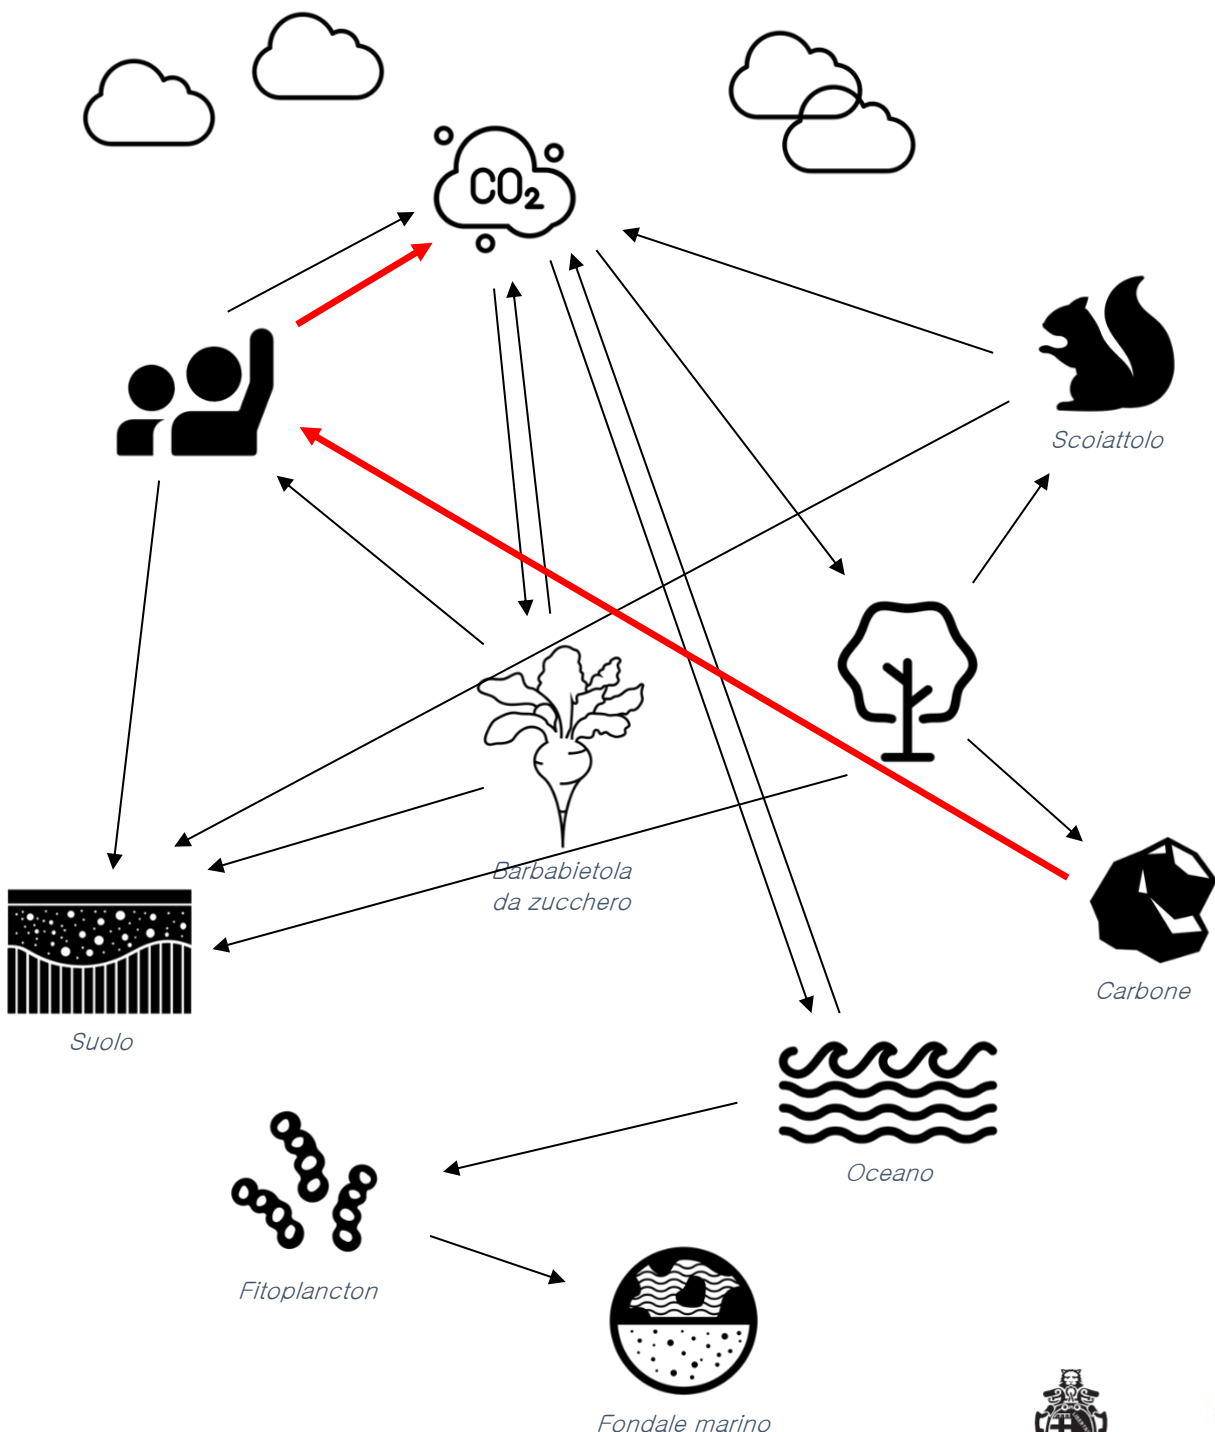 CO₂
Scoiattolo
Barbabietola
da zucchero
Carbone
Suolo
Oceano
Fitoplancton
Fondale marino